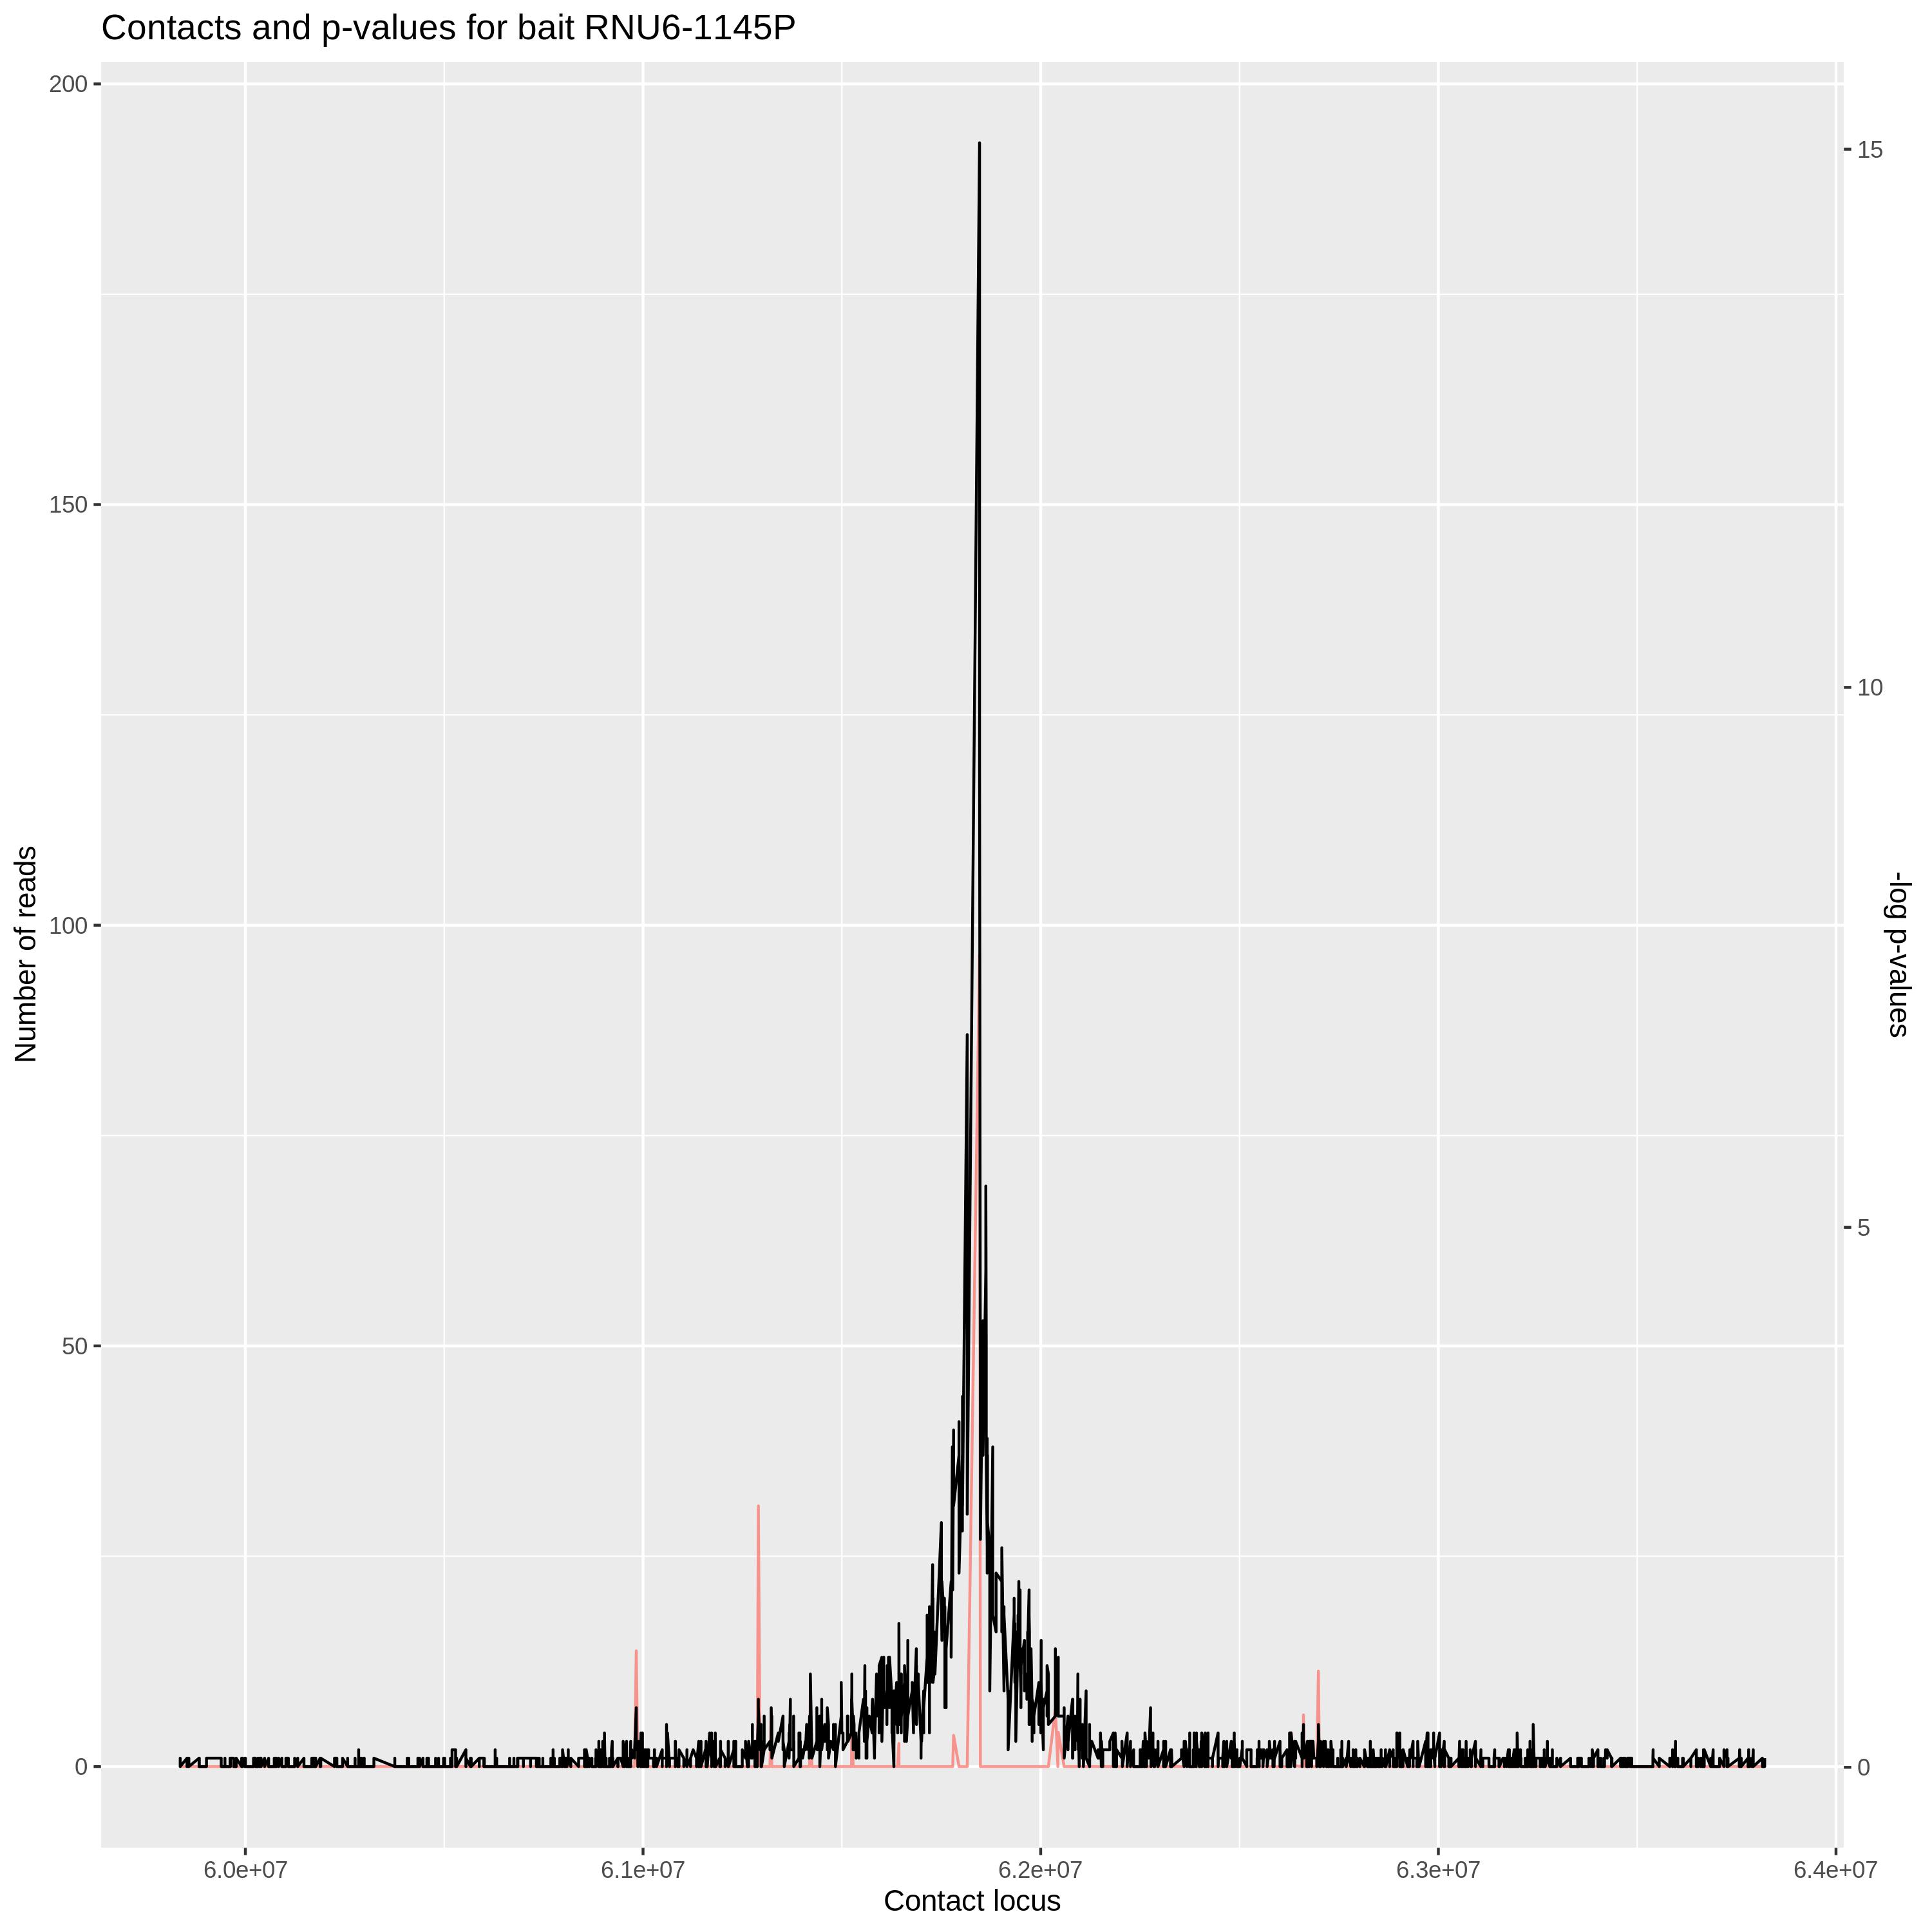 Contacts and p-values for bait RNU6-1145P
200
150
100
50
0
Number of reads
15
10
5
0
-log p-values
6.0e+07
6.1e+07
6.2e+07
6.3e+07
6.4e+07
Contact locus